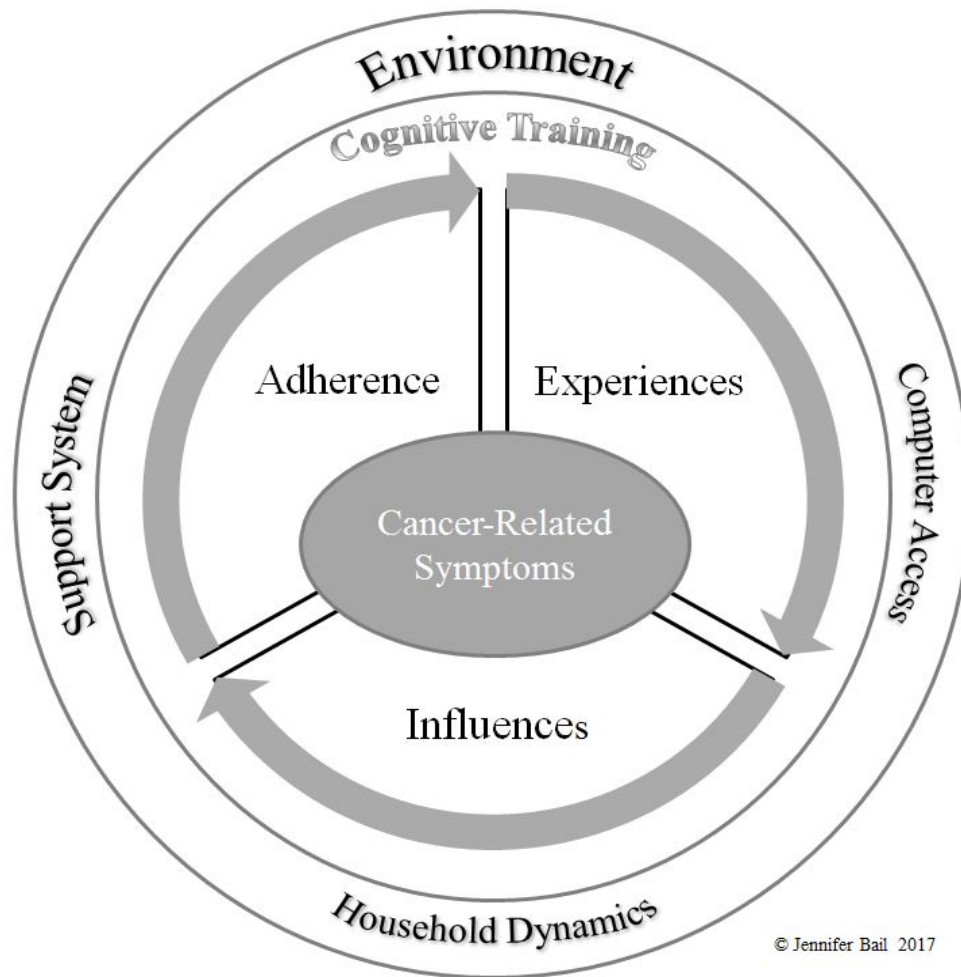 Environment
Cognitive Training
Adherence
Experiences
Support System
Computer Access
Cancer-Related
Symptoms
Influences
Household Dynamics
© Jennifer Bail 2017